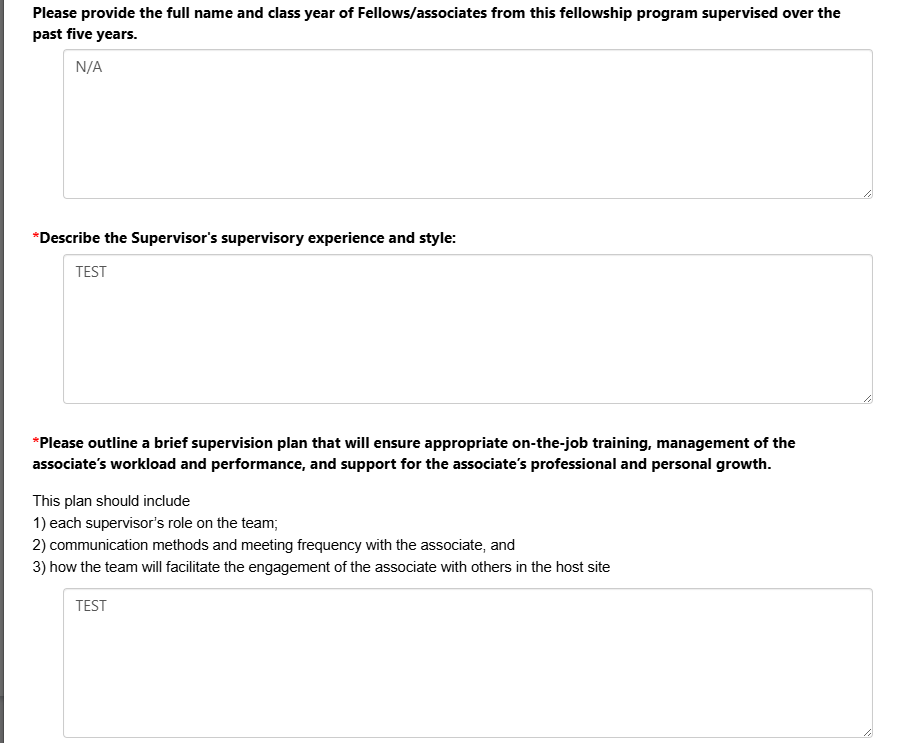 Please provide the full name and class year of Fellows/associates from this fellowship program supervised over the
past five years.
N/A
*Describe the Supervisor's supervisory experience and style:
TEST
*Please outline a brief supervision plan that will ensure appropriate on-the-job training, management of the
associate's workload and performance, and support for the associate's professional and personal growth.
This plan should include
1) each supervisor's role on the team;
2) communication methods and meeting frequency with the associate, and
3) how the team will facilitate the engagement of the associate with others in the host site
TEST